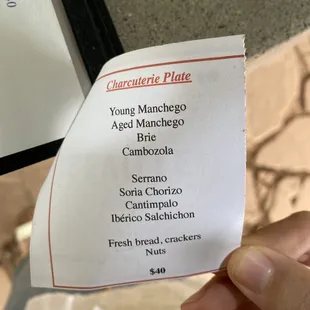 Charcuterie Plate
Young Manchego
Aged Manchego
Brie
Cambozola
Serrano
Soria Chorizo
Cantimpalo
Ibérico Salchichon
Fresh bread, crackers
Nuts
$40